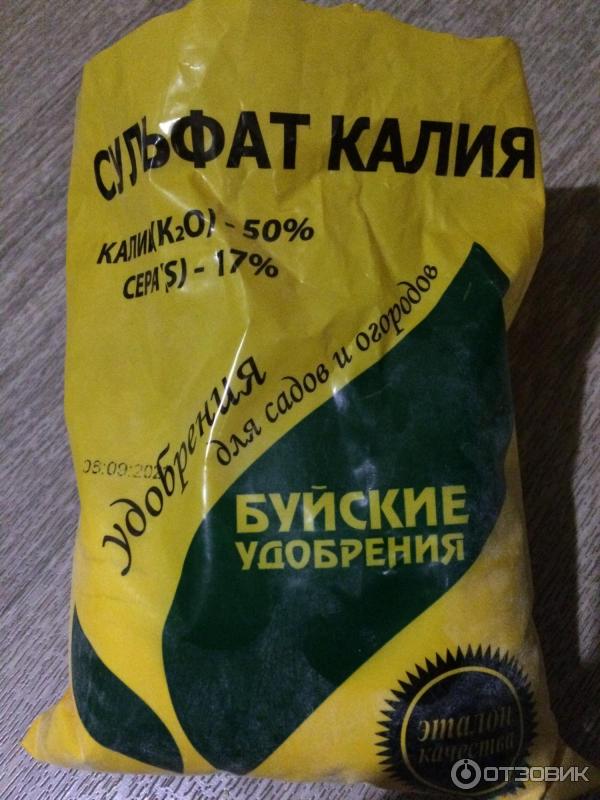 СУЛЬФАТ КАЛИЯ
КАЛИЙ(K₂O) - 50%
СЕРА (S) - 17%
удобрения
для садов и огородов
БУЙСКИЕ
УДОБРЕНИЯ
эталон
качества
ОТЗОВИК